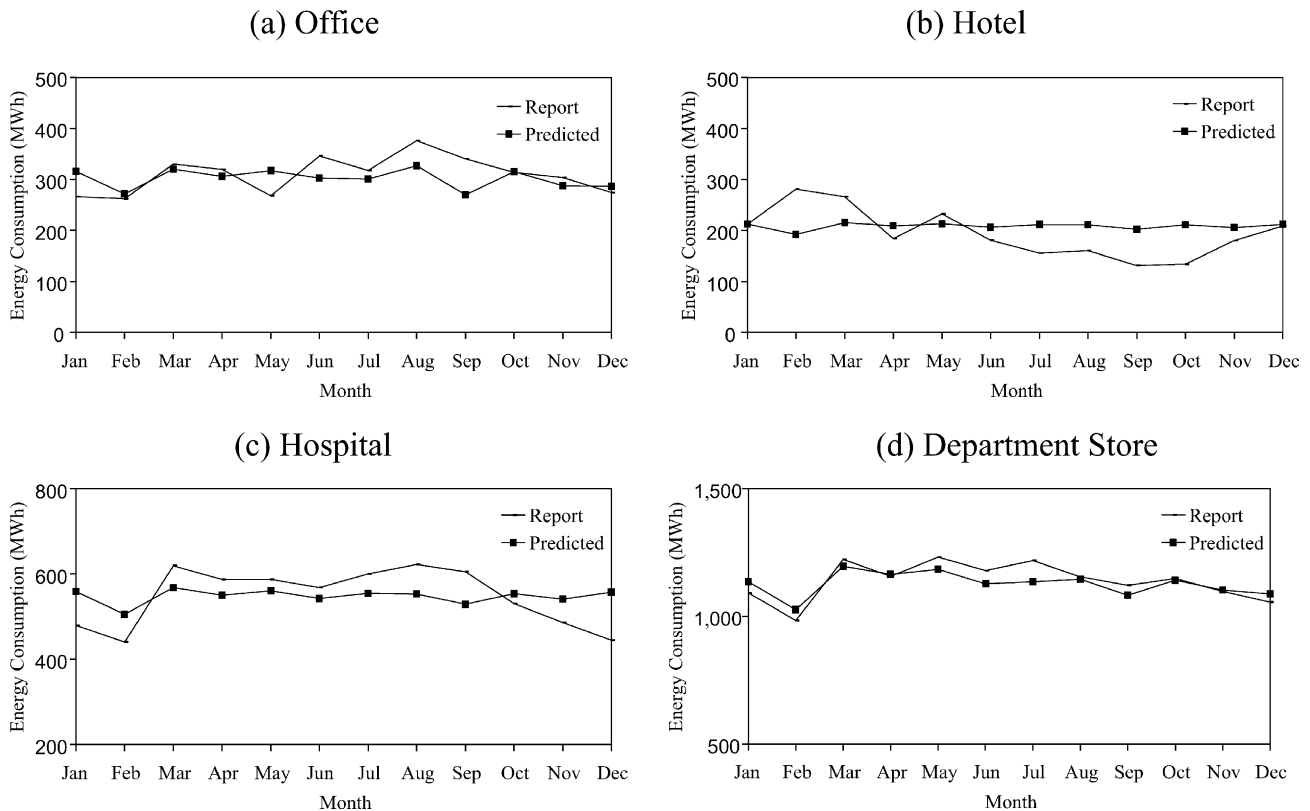 (a) Office
Energy Consumption (MWh)
500
400
300
200
100
0
Report
Predicted
Jan Feb Mar Apr May Jun Jul Aug Sep Oct Nov Dec
Month
(b) Hotel
Energy Consumption (MWh)
500
400
300
200
100
0
Report
Predicted
Jan Feb Mar Apr May Jun Jul Aug Sep Oct Nov Dec
Month
(c) Hospital
Energy Consumption (MWh)
800
600
400
200
Report
Predicted
Jan Feb Mar Apr May Jun Jul Aug Sep Oct Nov Dec
Month
(d) Department Store
Energy Consumption (MWh)
1,500
1,000
500
Report
Predicted
Jan Feb Mar Apr May Jun Jul Aug Sep Oct Nov Dec
Month